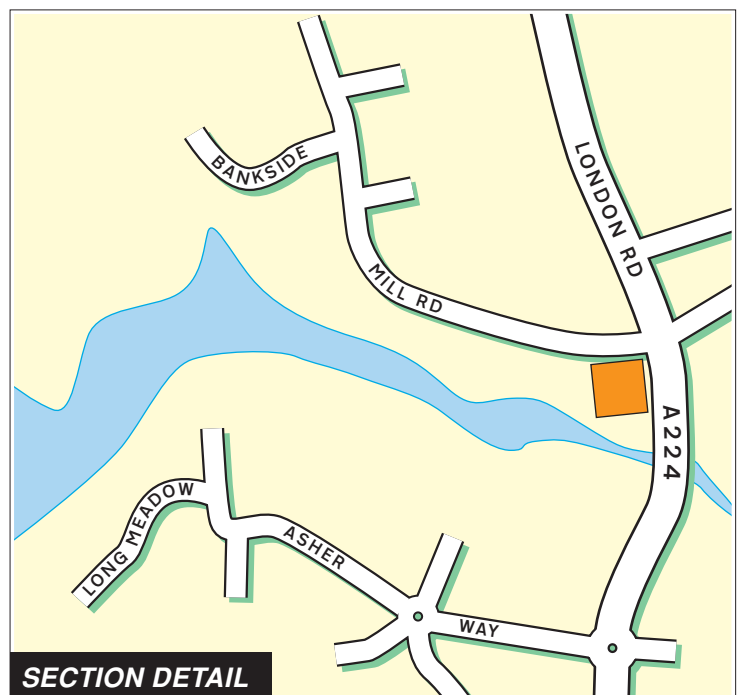 BANKSIDE
LONDON RD
MILL RD
A224
LONG MEADOW
ASHER
WAY
SECTION DETAIL